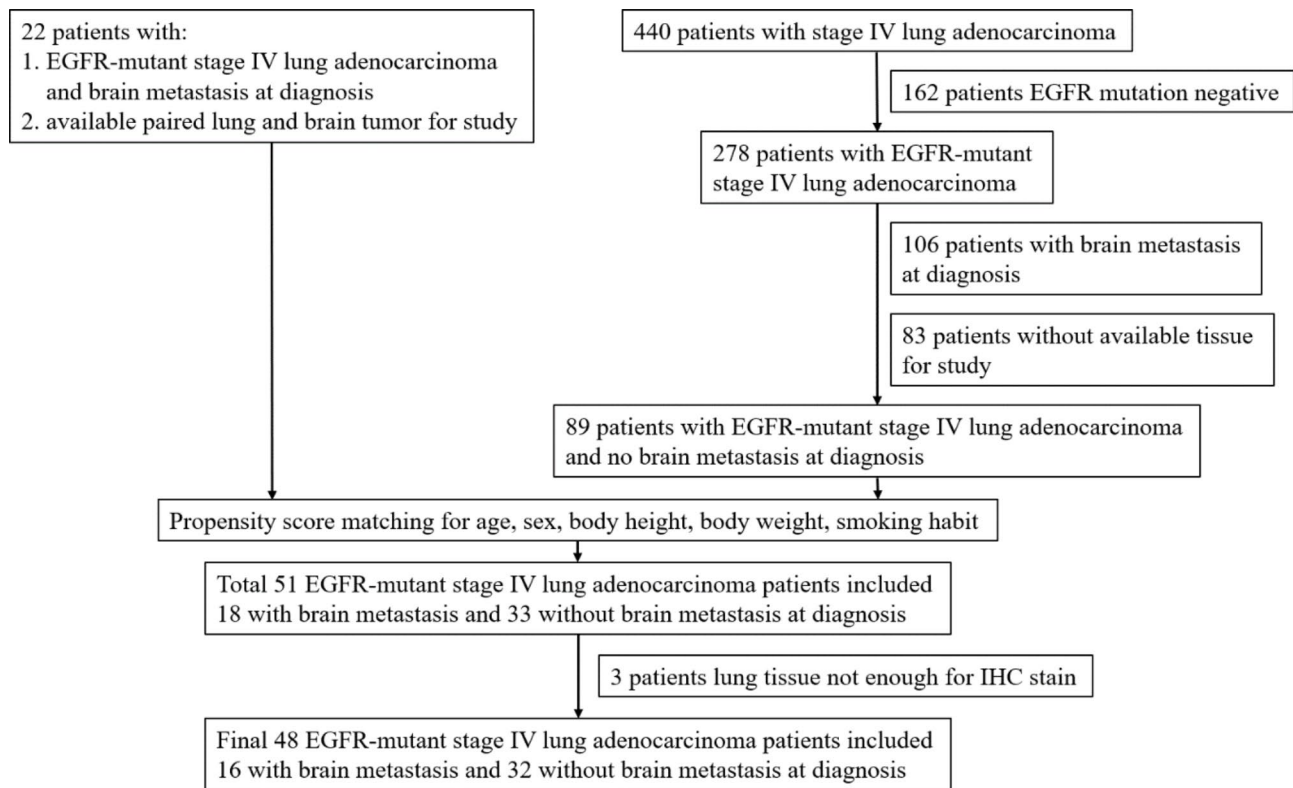 22 patients with:
1. EGFR-mutant stage IV lung adenocarcinoma
and brain metastasis at diagnosis
2. available paired lung and brain tumor for study
440 patients with stage IV lung adenocarcinoma
162 patients EGFR mutation negative
278 patients with EGFR-mutant
stage IV lung adenocarcinoma
106 patients with brain metastasis
at diagnosis
83 patients without available tissue
for study
89 patients with EGFR-mutant stage IV lung adenocarcinoma
and no brain metastasis at diagnosis
Propensity score matching for age, sex, body height, body weight, smoking habit
Total 51 EGFR-mutant stage IV lung adenocarcinoma patients included
18 with brain metastasis and 33 without brain metastasis at diagnosis
3 patients lung tissue not enough for IHC stain
Final 48 EGFR-mutant stage IV lung adenocarcinoma patients included
16 with brain metastasis and 32 without brain metastasis at diagnosis